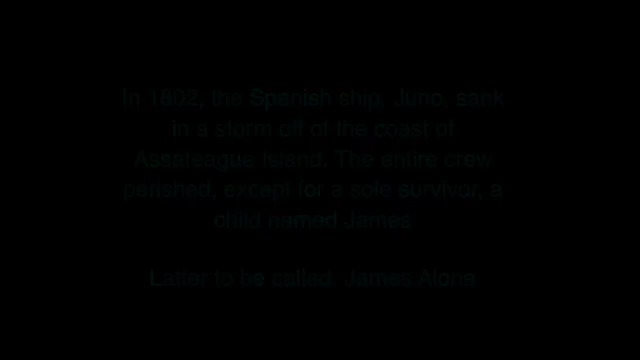 In 1802, the Spanish ship, Juno, sank
in a storm off of the coast of
Assateague Island. The entire crew
perished, except for a sole survivor, a
child named James
Latter to be called, James Alone